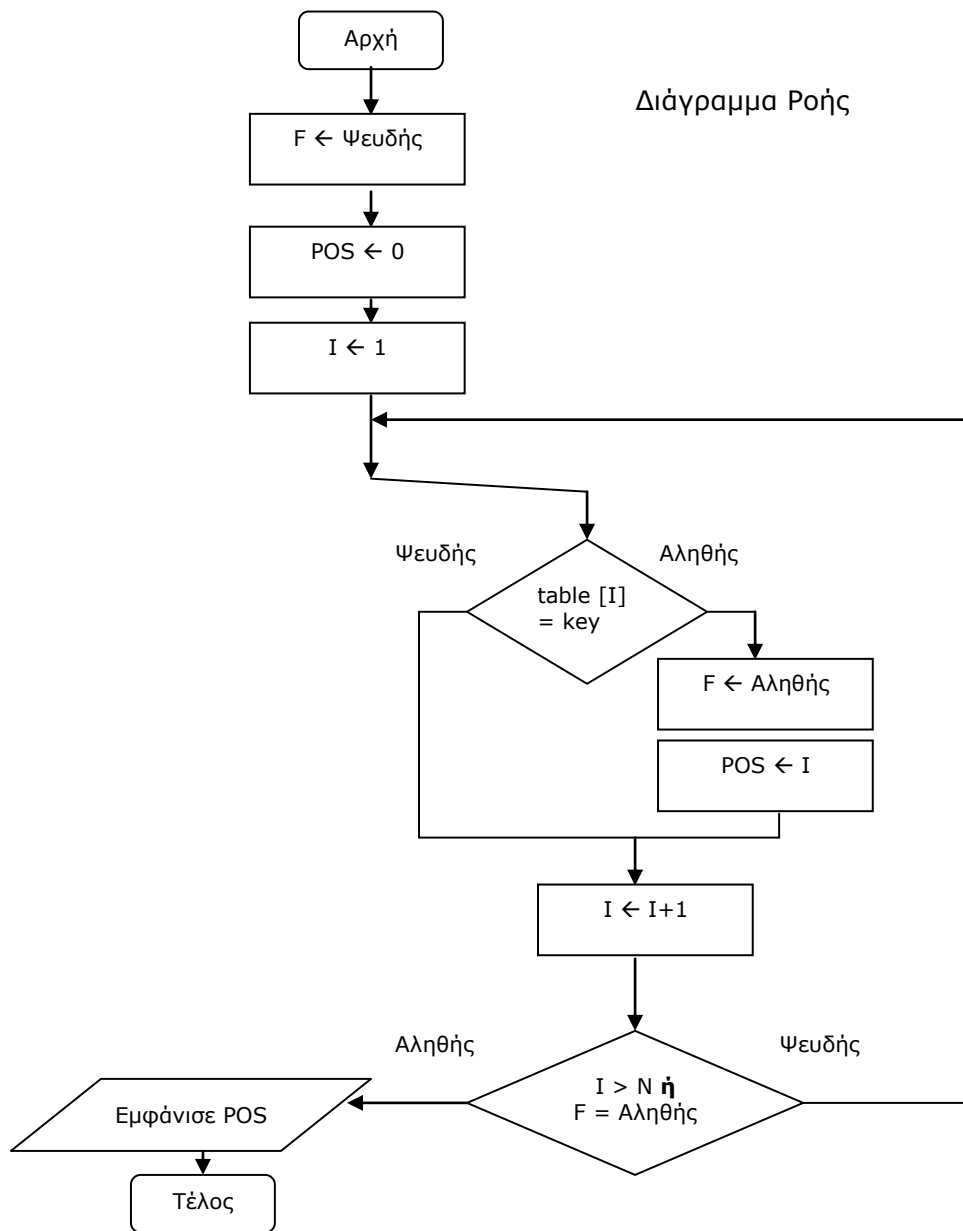 Αρχή
Διάγραμμα Ροής
F ← Ψευδής
POS ← 0
I ← 1
Ψευδής
Αληθής
table [I]
= key
F ← Αληθής
POS ← I
I ← I+1
Αληθής
Ψευδής
I > N ή
F = Αληθής
Εμφάνισε POS
Τέλος